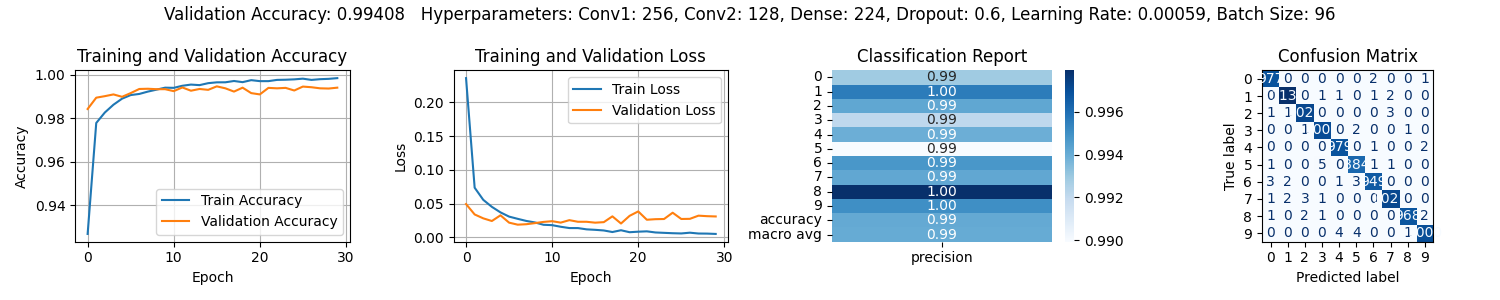 Validation Accuracy: 0.99408 Hyperparameters: Conv1: 256, Conv2: 128, Dense: 224, Dropout: 0.6, Learning Rate: 0.00059, Batch Size: 96
Training and Validation Accuracy
1.00
0.98
0.96
0.94
Accuracy
0 10 20 30
Epoch
Train Accuracy
Validation Accuracy
Training and Validation Loss
0.20
0.15
0.10
0.05
0.00
Loss
0 10 20 30
Epoch
Train Loss
Validation Loss
Classification Report
0 0.99
1 1.00
2 0.99
3 0.99
4 0.99
5 0.99
6 0.99
7 0.99
8 1.00
9 1.00
accuracy 0.99
macro avg 0.99
precision
0.996
0.994
0.992
0.990
Confusion Matrix
True label
0 0 0 0 0 0 2 0 0 1
1 0 0 1 1 0 1 2 0 0
2 1 1 0 0 0 0 3 0 0
3 0 0 1 0 2 0 0 1 0
4 0 0 0 0 979 0 0 0 0 2
5 1 0 0 5 0 884 1 1 0 0
6 3 2 0 0 1 3 949 0 0 0
7 1 2 3 1 0 0 0 0 0
8 1 0 2 1 0 0 0 0 968 2
9 0 0 0 0 4 4 0 0 1
0 1 2 3 4 5 6 7 8 9
Predicted label